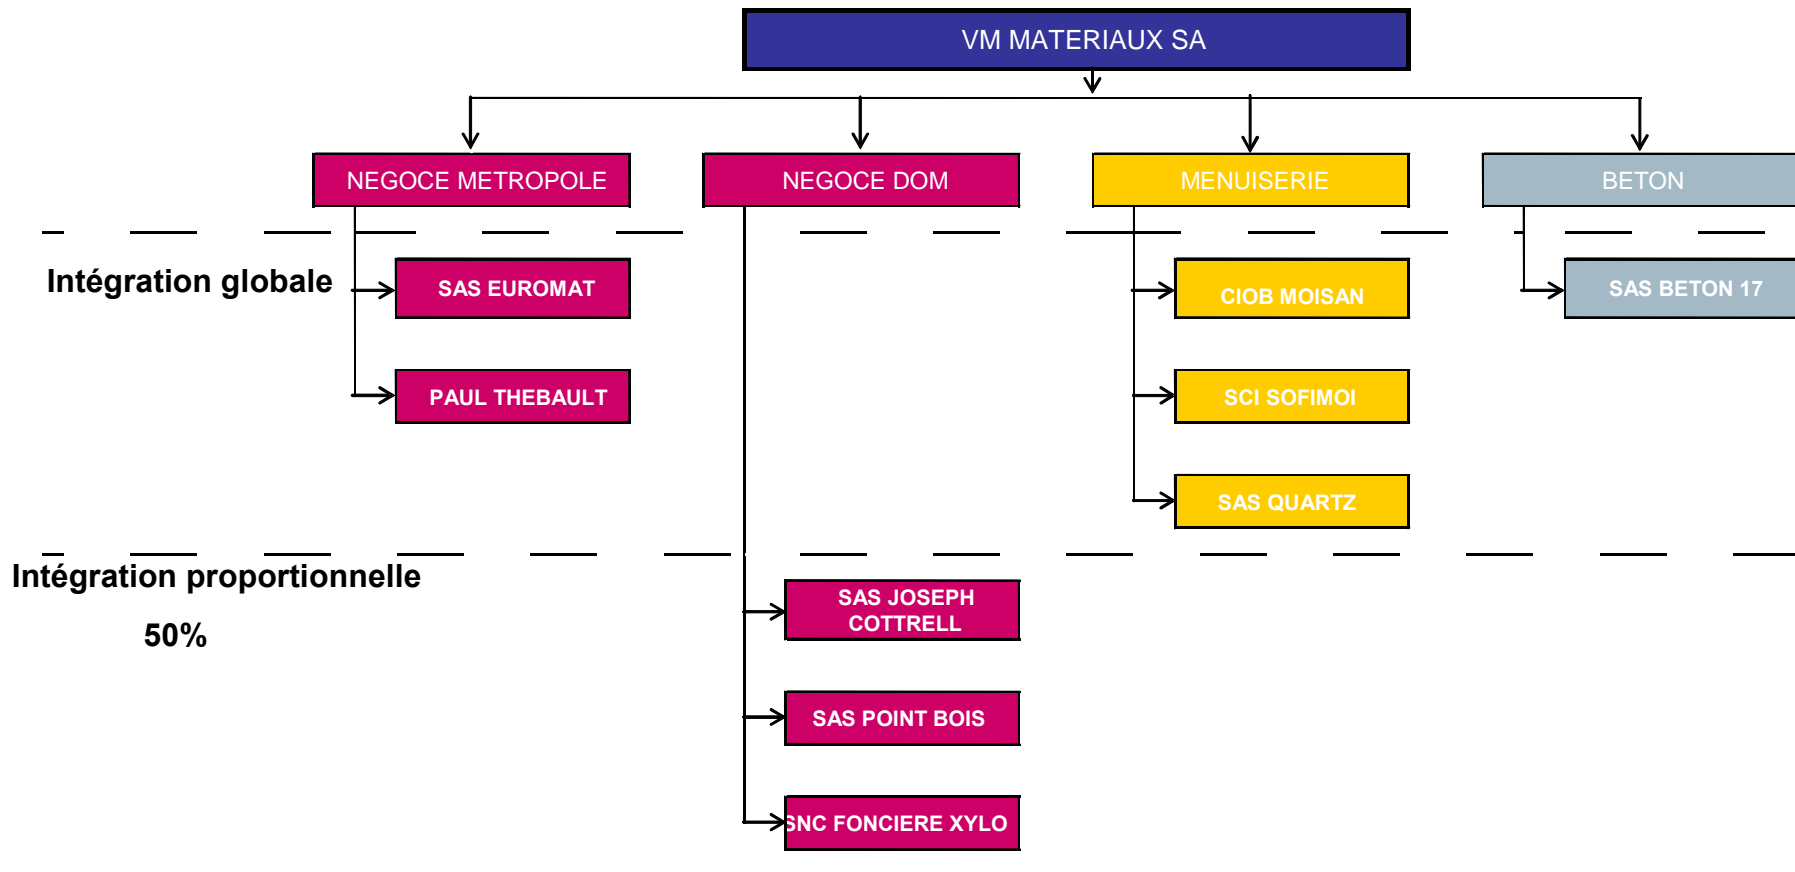 VM MATERIAUX SA
NEGOCE METROPOLE
NEGOCE DOM
MENUISERIE
BETON
Intégration globale
SAS EUROMAT
CIOB MOISAN
SAS BETON 17
PAUL THEBAULT
SCI SOFIMOI
SAS QUARTZ
Intégration proportionnelle
50%
SAS JOSEPH
COTTRELL
SAS POINT BOIS
SNC FONCIERE XYLO